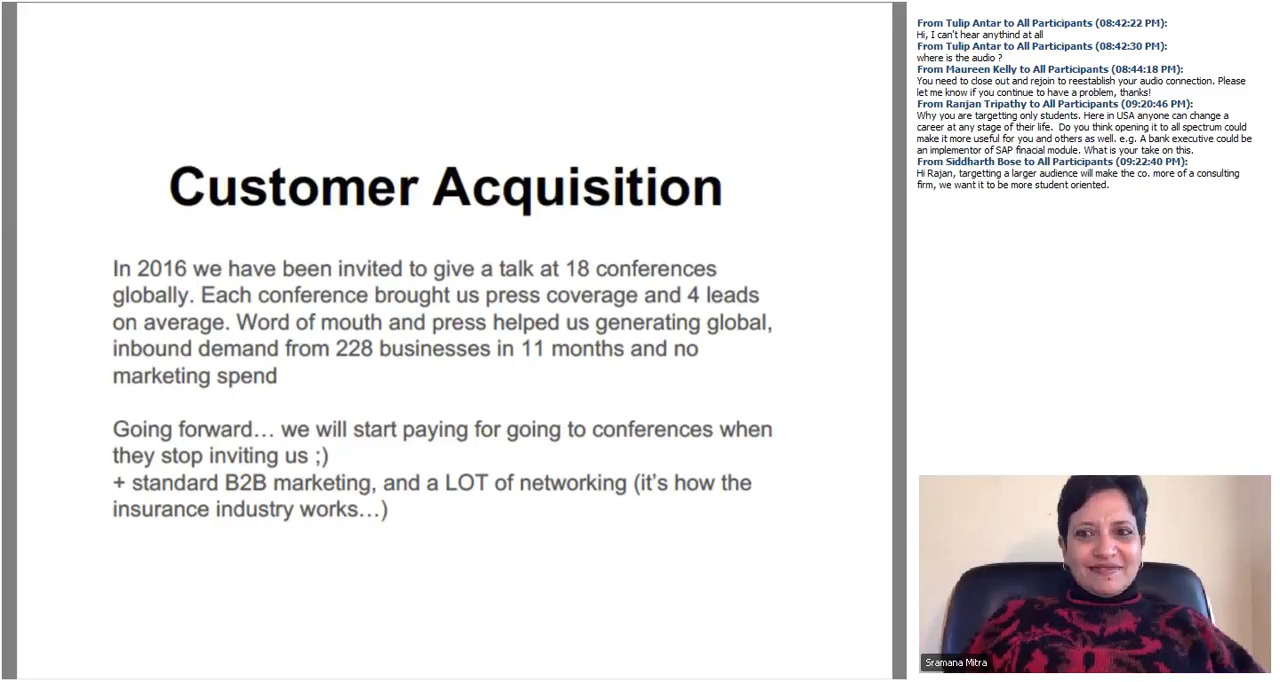 Customer Acquisition
In 2016 we have been invited to give a talk at 18 conferences
globally. Each conference brought us press coverage and 4 leads
on average. Word of mouth and press helped us generating global,
inbound demand from 228 businesses in 11 months and no
marketing spend
Going forward... we will start paying for going to conferences when
they stop inviting us ;)
+ standard B2B marketing, and a LOT of networking (it's how the
insurance industry works...)
From Tulip Antar to All Participants (08:42:22 PM):
Hi, I can't hear anythind at all
From Tulip Antar to All Participants (08:42:30 PM):
where is the audio ?
From Maureen Kelly to All Participants (08:44:18 PM):
You need to close out and rejoin to reestablish your audio connection. Please
let me know if you continue to have a problem, thanks!
From Ranjan Tripathy to All Participants (09:20:46 PM):
Why you are targetting only students. Here in USA anyone can change a
career at any stage of their life.  Do you think opening it to all spectrum could
make it more useful for you and others as well. e.g. A bank executive could be
an implementor of SAP finacial module. What is your take on this.
From Siddharth Bose to All Participants (09:22:40 PM):
Hi Rajan, targetting a larger audience will make the co. more of a consulting
firm, we want it to be more student oriented.
Sramana Mitra